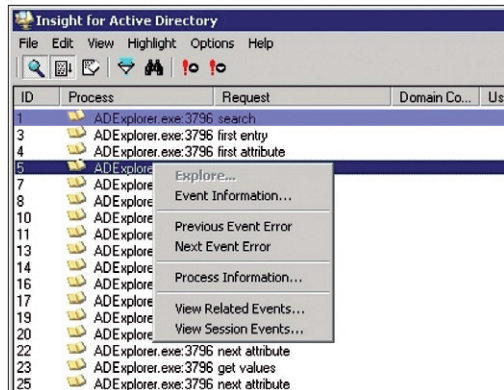 Insight for Active Directory
File Edit View Highlight Options Help
ID Process Request Domain Co... Us
1 ADExplorer.exe:3796 search
3 ADExplorer.exe:3796 first entry
4 ADExplorer.exe:3796 first attribute
5 ADExplore
7 ADExplore
8 ADExplore
10 ADExplore
11 ADExplore
13 ADExplore
14 ADExplore
16 ADExplore
17 ADExplore
19 ADExplore
20 ADExplore
22 ADExplorer.exe:3796 next attribute
23 ADExplorer.exe:3796 get values
25 ADExplorer.exe:3796 next attribute
Explore...
Event Information...
Previous Event Error
Next Event Error
Process Information...
View Related Events...
View Session Events...